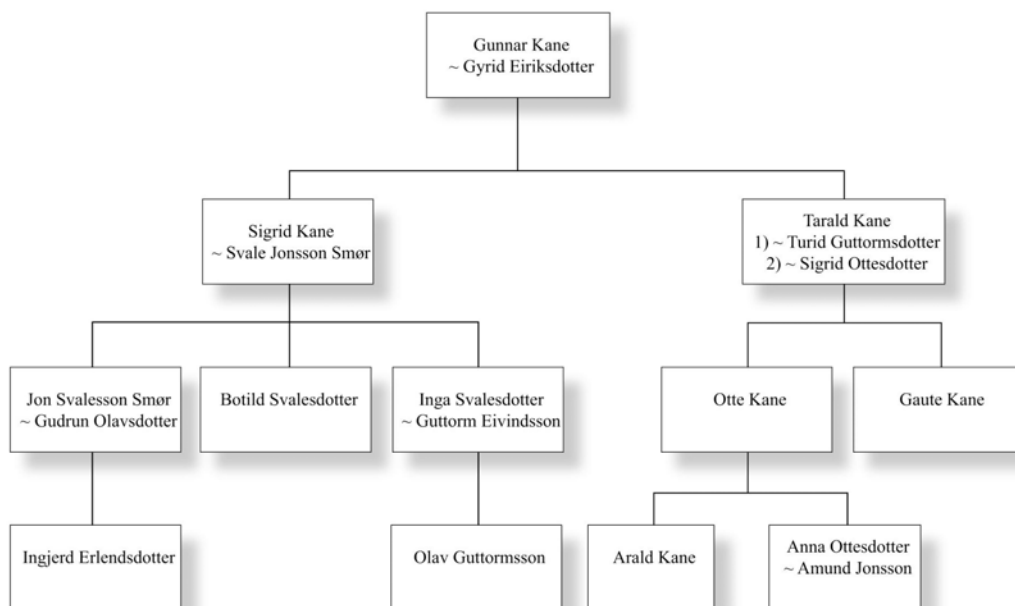 Gunnar Kane
~ Gyrid Eiriksdotter
Sigrid Kane
~ Svale Jonsson Smør
Tarald Kane
1) ~ Turid Guttormsdotter
2) ~ Sigrid Ottesdotter
Jon Svalesson Smør
~ Gudrun Olavsdotter
Botild Svalesdotter
Inga Svalesdotter
~ Guttorm Eivindsson
Otte Kane
Gaute Kane
Ingjerd Erlendsdotter
Olav Guttormsson
Arald Kane
Anna Ottesdotter
~ Amund Jonsson